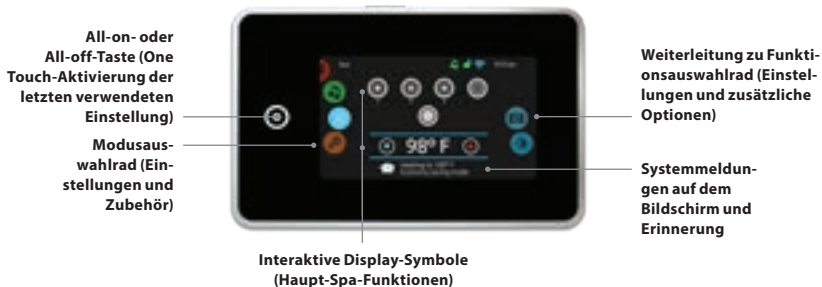 All-on- oder
All-off-Taste (One
Touch-Aktivierung der
letzten verwendeten
Einstellung)
Modusaus-
wahlrad (Ein-
stellungen und
Zubehör)
98° F
Interaktive Display-Symbole
(Haupt-Spa-Funktionen)
Weiterleitung zu Funkti-
onsauswahlrad (Einstel-
lungen und zusätzliche
Optionen)
Systemmeldun-
gen auf dem
Bildschirm und
Erinnerung